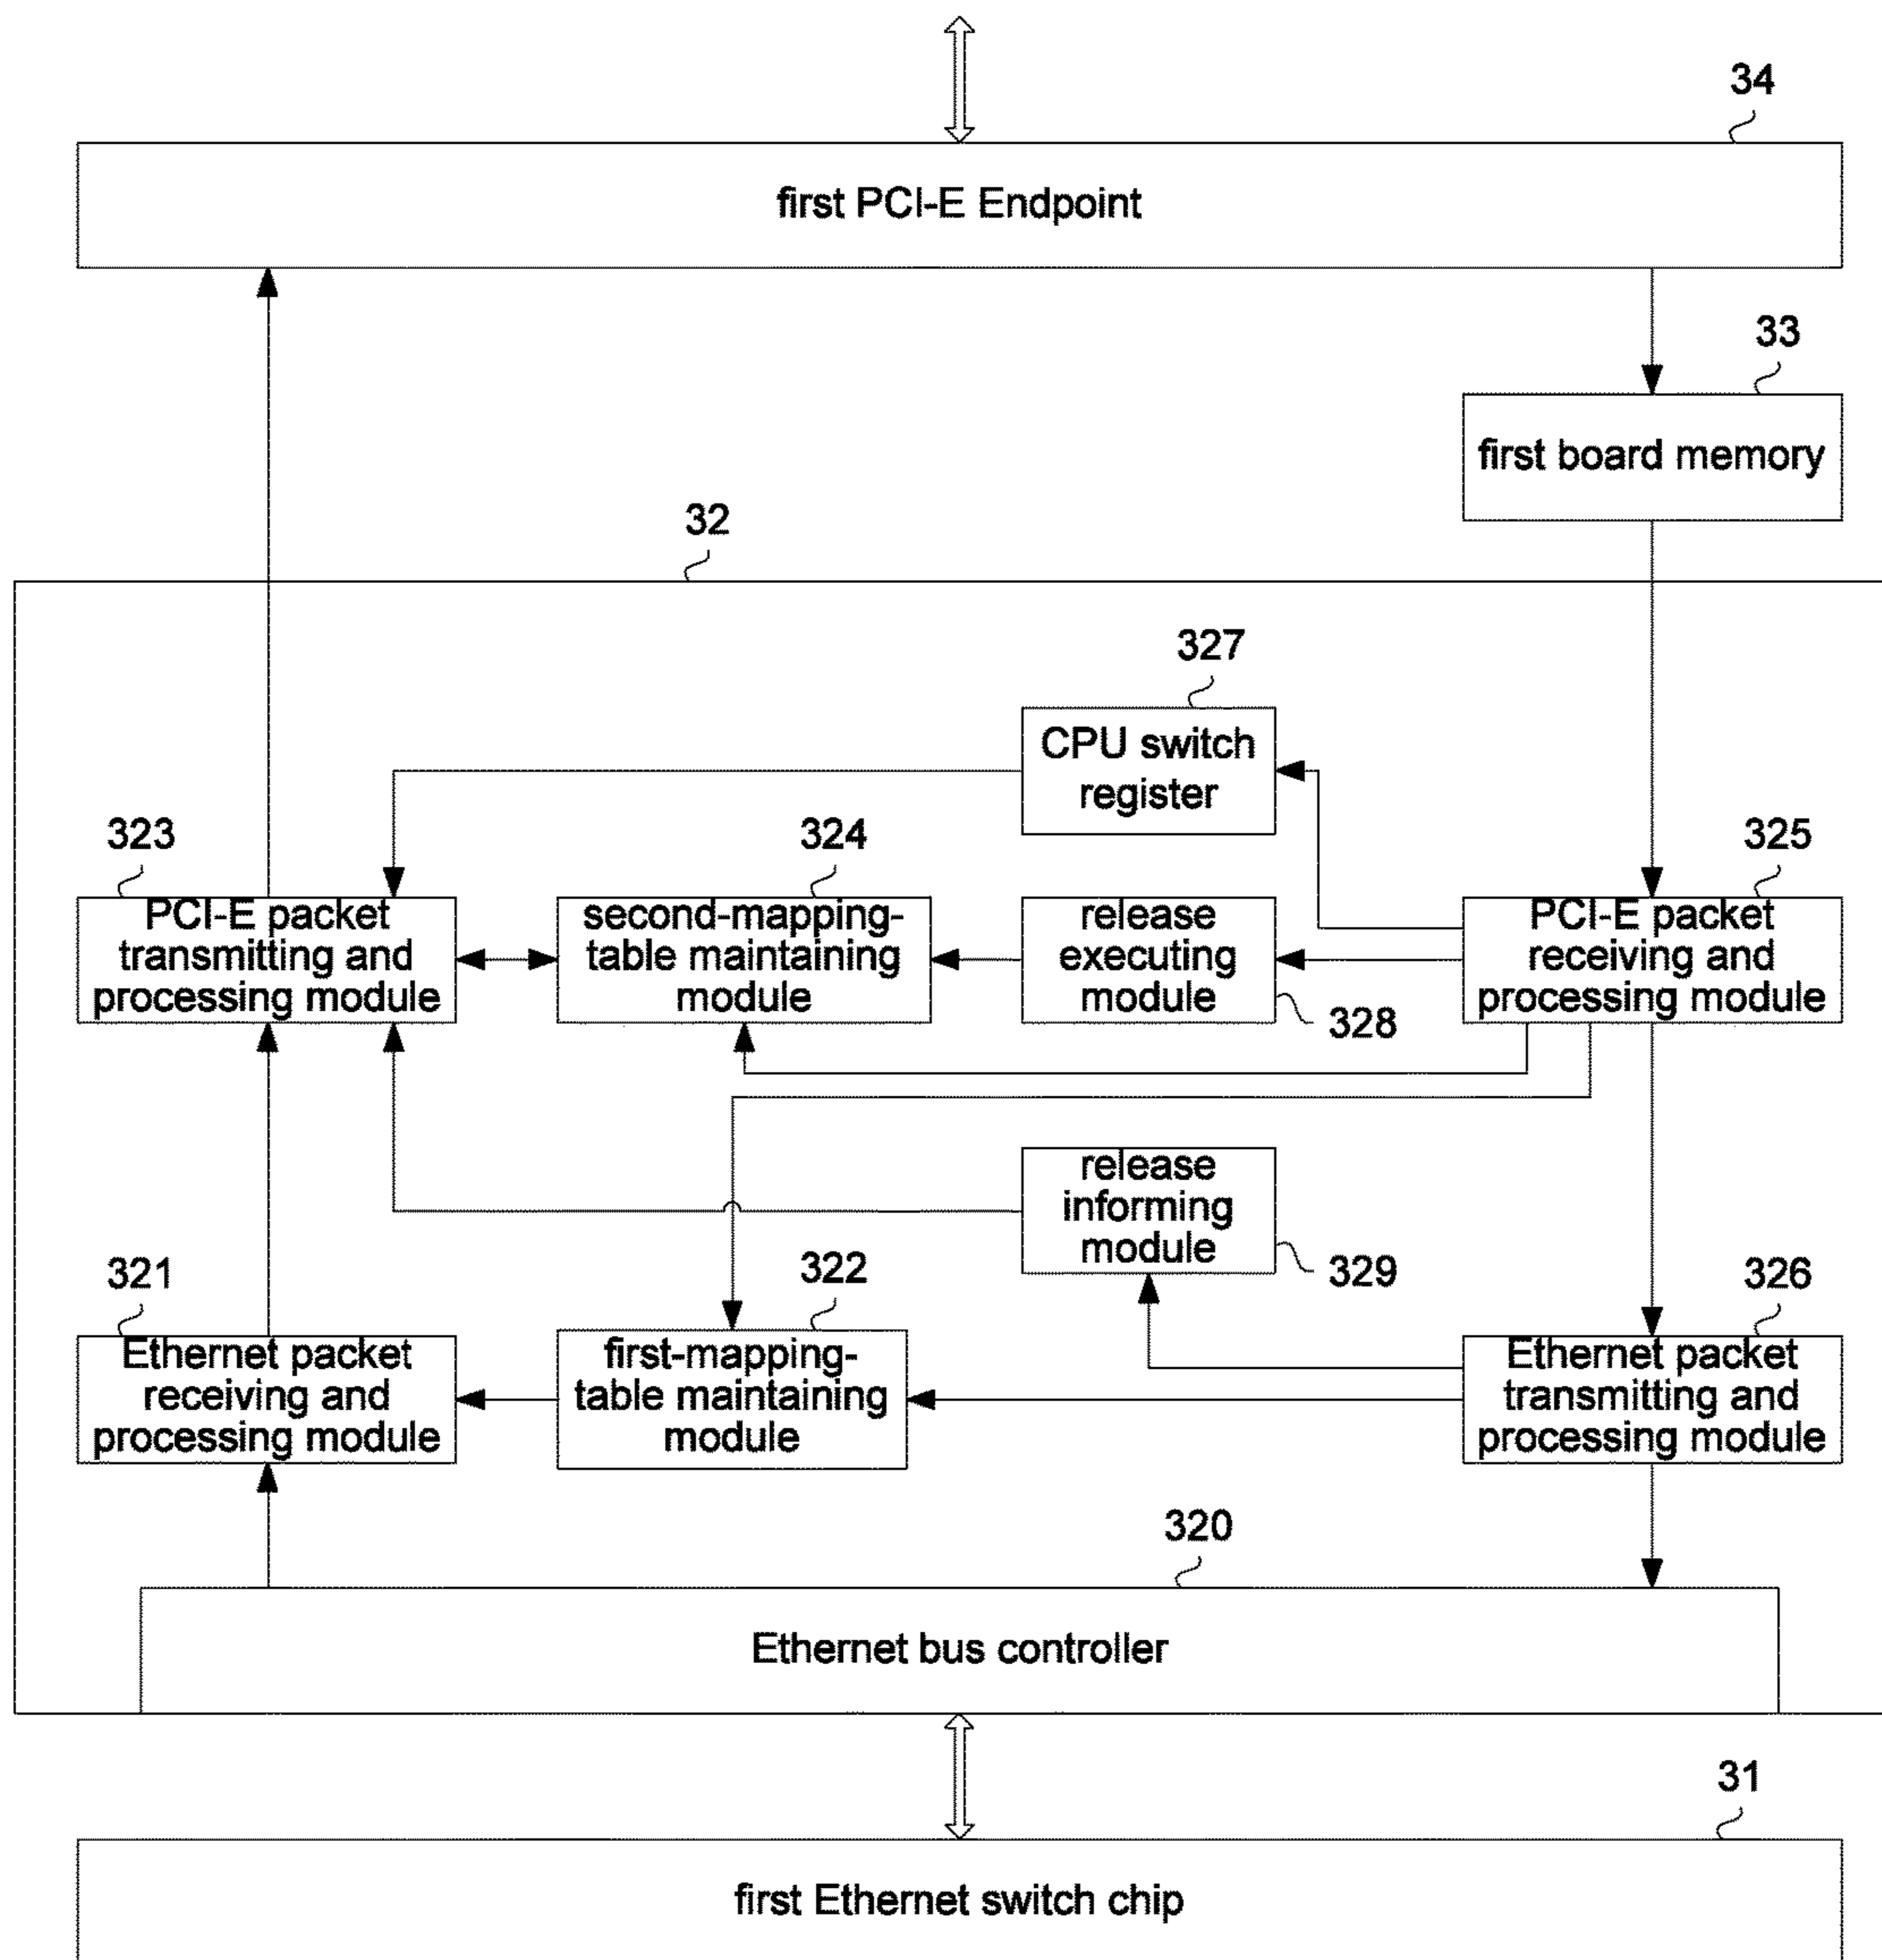 34
first PCI-E Endpoint
33
first board memory
32
327
CPU switch
register
323
324
325
PCI-E packet
transmitting and
processing module
second-mapping-
table maintaining
module
release
executing
module
328
PCI-E packet
receiving and
processing module
release
informing
module
329
321
322
326
Ethernet packet
receiving and
processing module
first-mapping-
table maintaining
module
Ethernet packet
transmitting and
processing module
320
Ethernet bus controller
31
first Ethernet switch chip